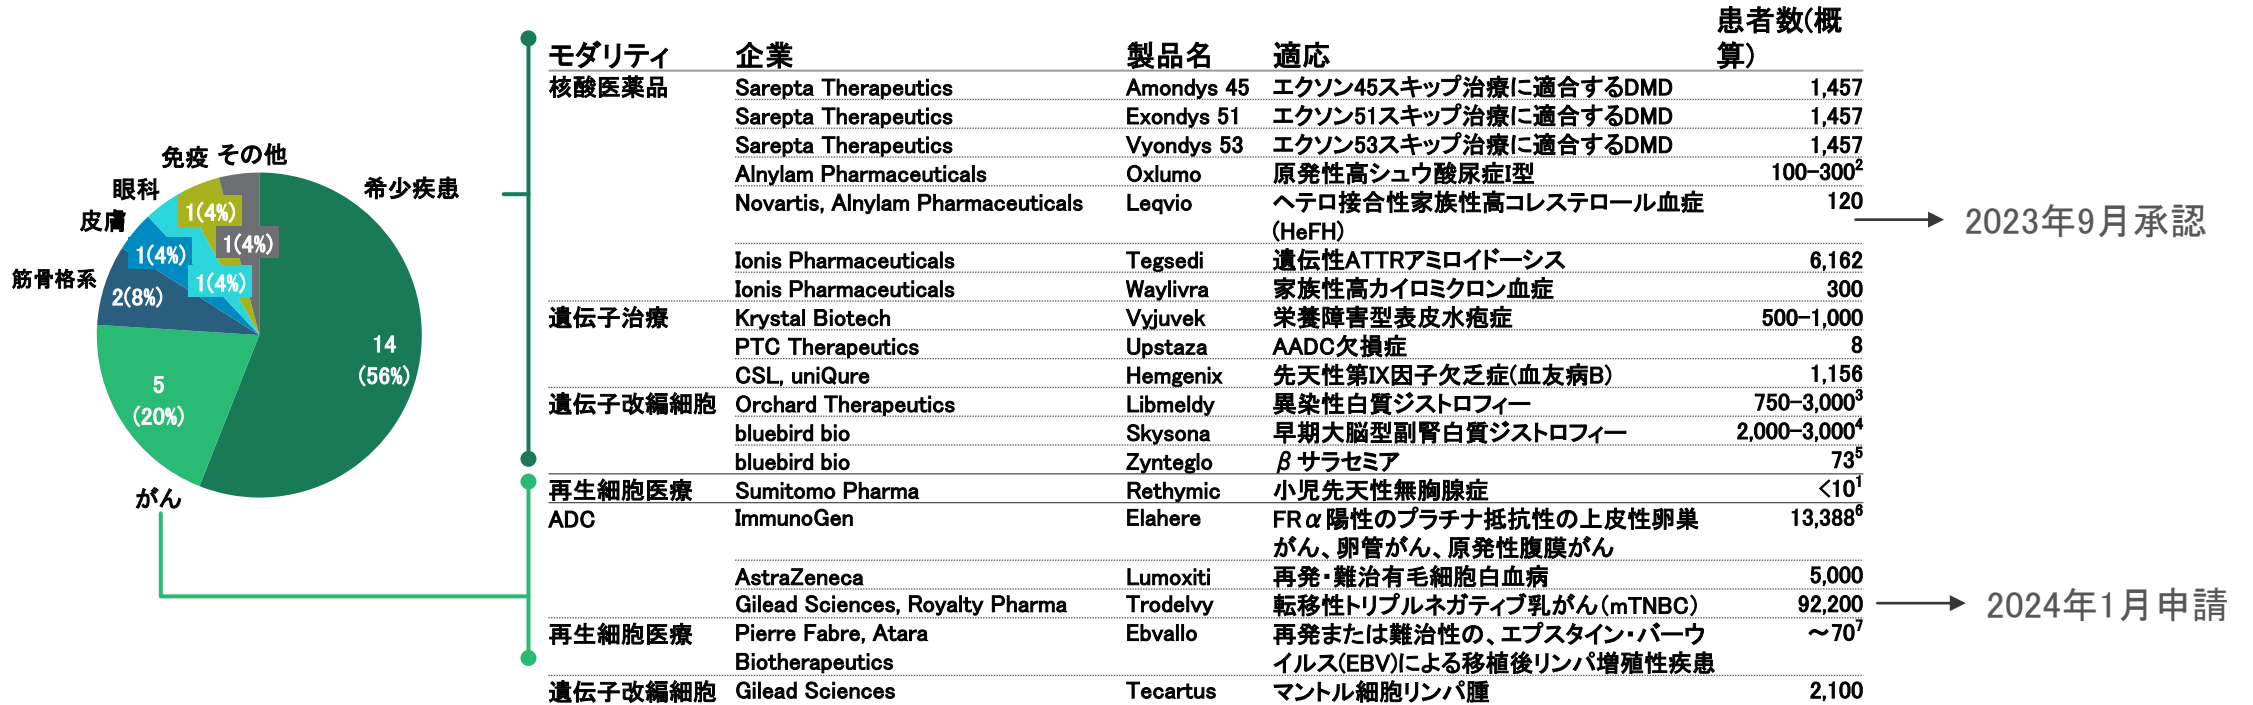 免疫 その他
眼科
皮膚
筋骨格系
希少疾患
がん
1(4%)
1(4%)
1(4%)
1(4%)
2(8%)
14
(56%)
5
(20%)
モダリティ 企業 製品名 適応 患者数(概
算)
核酸医薬品 Sarepta Therapeutics Amondys 45 エクソン45スキップ治療に適合するDMD 1,457
Sarepta Therapeutics Exondys 51 エクソン51スキップ治療に適合するDMD 1,457
Sarepta Therapeutics Vyondys 53 エクソン53スキップ治療に適合するDMD 1,457
Alnylam Pharmaceuticals Oxlumo 原発性高シュウ酸尿症I型 100-300²
Novartis, Alnylam Pharmaceuticals Leqvio ヘテロ接合性家族性高コレステロール血症 120
(HeFH)
2023年9月承認
Ionis Pharmaceuticals Tegsedi 遺伝性ATTRアミロイドーシス 6,162
Ionis Pharmaceuticals Waylivra 家族性高カイロミクロン血症 300
遺伝子治療 Krystal Biotech Vyjuvek 栄養障害型表皮水疱症 500-1,000
PTC Therapeutics Upstaza AADC欠損症 8
CSL, uniQure Hemgenix 先天性第IX因子欠乏症(血友病B) 1,156
遺伝子改編細胞 Orchard Therapeutics Libmeldy 異染性白質ジストロフィー 750-3,000³
bluebird bio Skysona 早期大脳型副腎白質ジストロフィー 2,000-3,000⁴
bluebird bio Zynteglo βサラセミア 73⁵
再生細胞医療 Sumitomo Pharma Rethymic 小児先天性無胸腺症 <10¹
ADC ImmunoGen Elahere FRα陽性のプラチナ抵抗性の上皮性卵巣 13,388⁶
がん、卵管がん、原発性腹膜がん
AstraZeneca Lumoxiti 再発・難治有毛細胞白血病 5,000
Gilead Sciences, Royalty Pharma Trodelvy 転移性トリプルネガティブ乳がん（mTNBC） 92,200
2024年1月申請
再生細胞医療 Pierre Fabre, Atara Ebvallo 再発または難治性の、エプスタイン・バーウ ～70⁷
Biotherapeutics イルス(EBV)による移植後リンパ増殖性疾患
遺伝子改編細胞 Gilead Sciences Tecartus マントル細胞リンパ腫 2,100